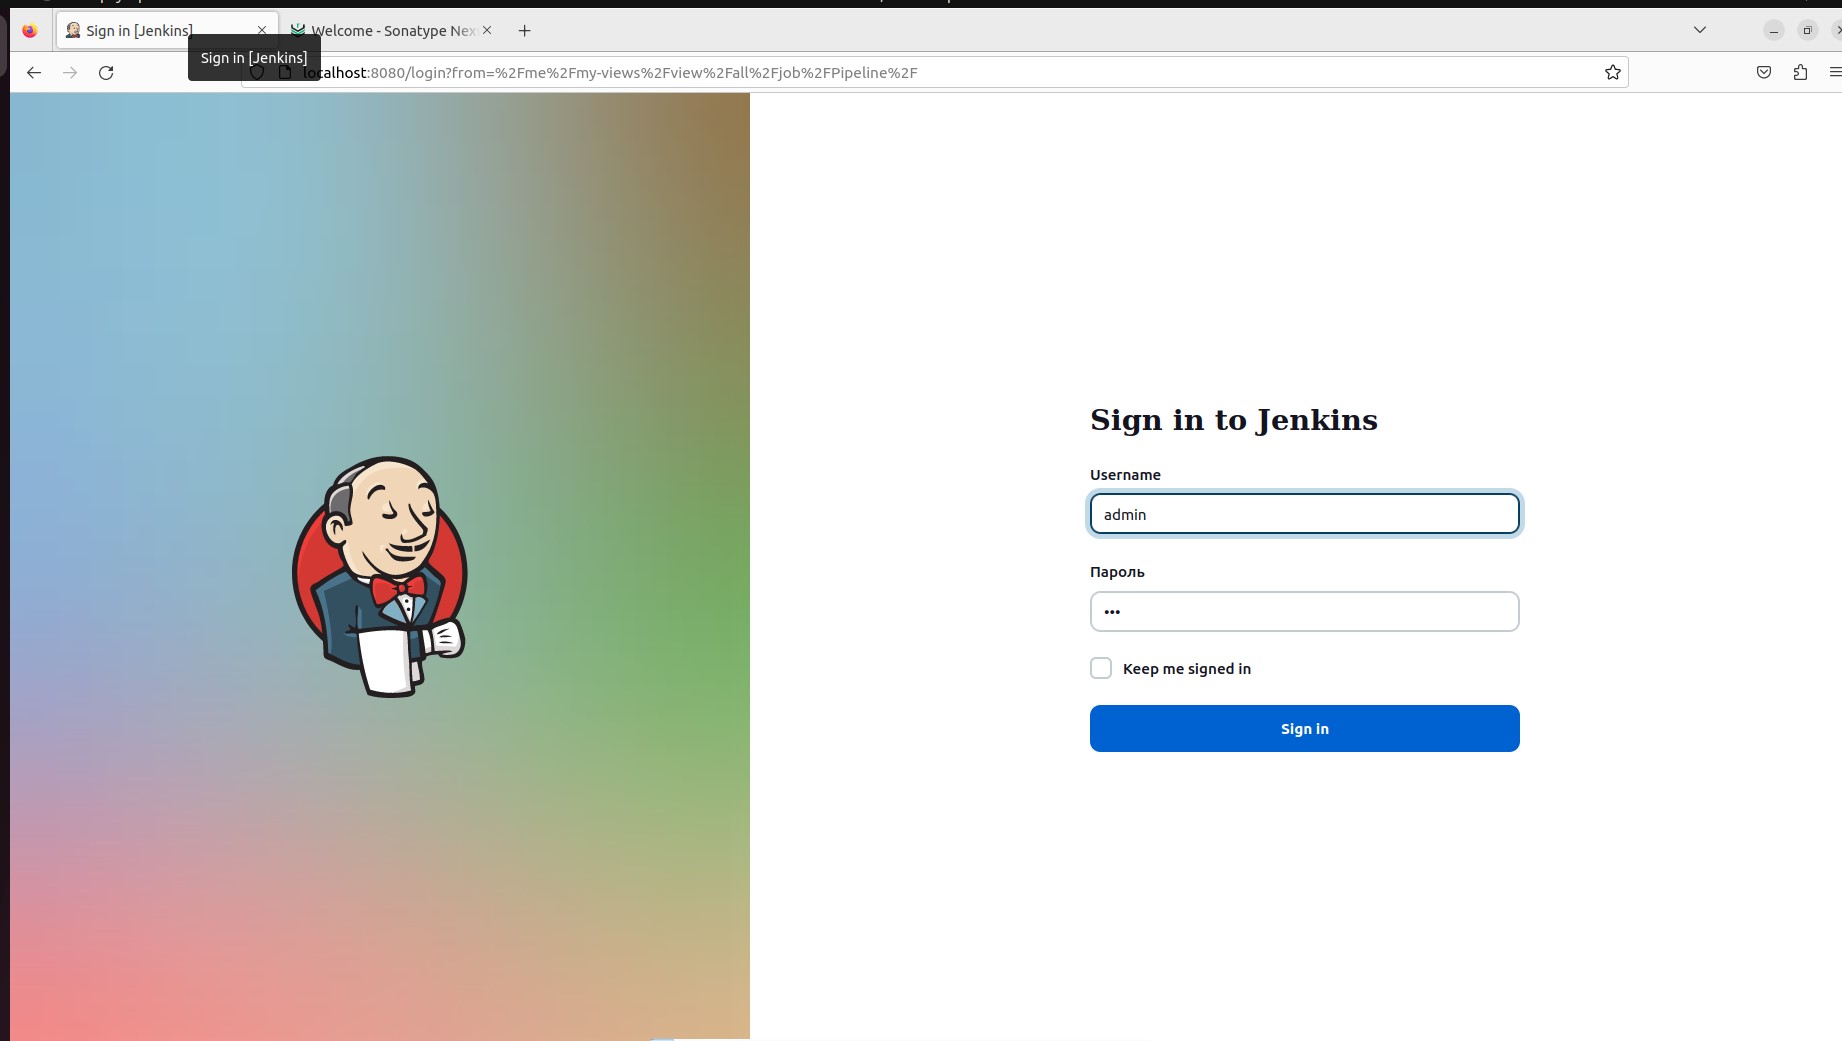 Sign in [Jenkins]
Welcome - Sonatype Nex
Sign in [Jenkins]
localhost:8080/login?from=%2Fme%2Fmy-views%2Fview%2Fall%2Fjob%2FPipeline%2F
Sign in to Jenkins
Username
admin
Пароль
•••
Keep me signed in
Sign in